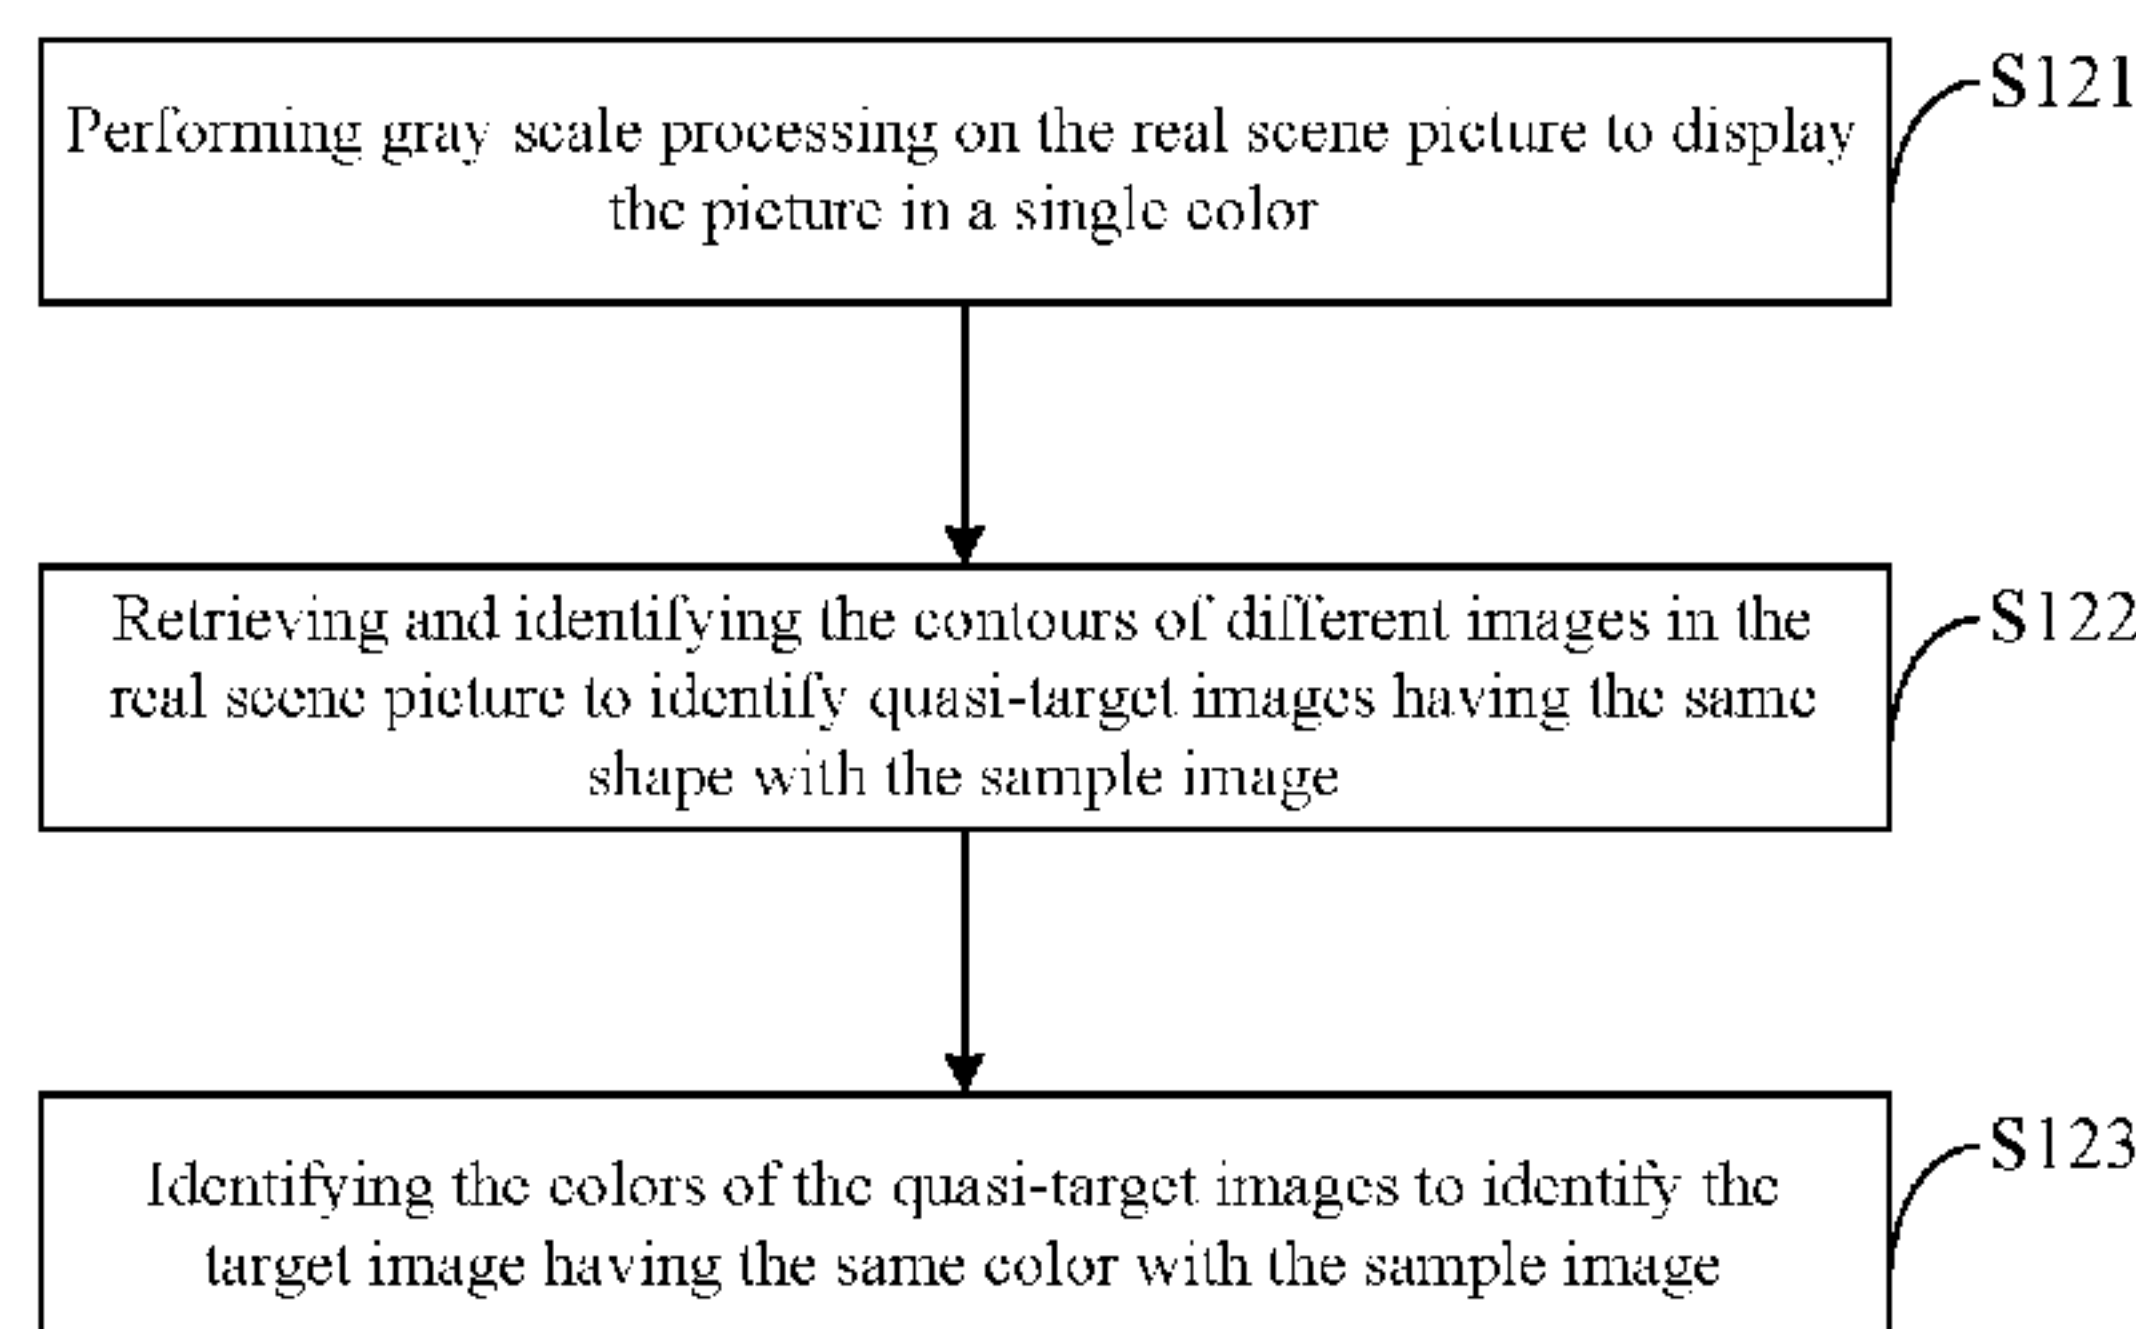 Performing gray scale processing on the real scene picture to display
the picture in a single color
S121
Retrieving and identifying the contours of different images in the
real scene picture to identify quasi-target images having the same
shape with the sample image
S122
Identifying the colors of the quasi-target images to identify the
target image having the same color with the sample image
S123